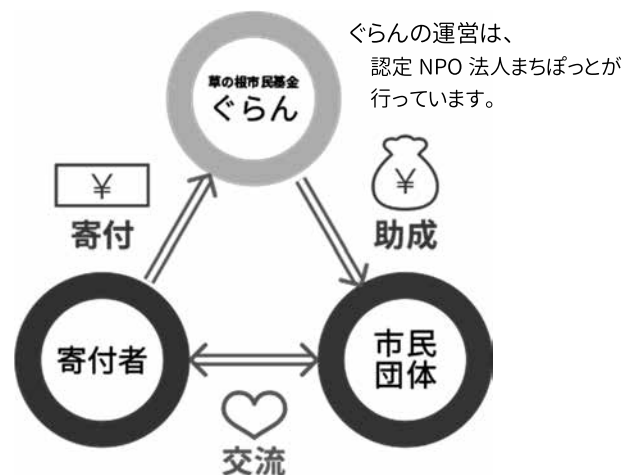 ぐらんの運営は、
認定 NPO 法人まちぽっとが
行っています。
草の根市民基金
ぐらん
¥
寄付
¥
助成
寄付者
市民
団体
交流